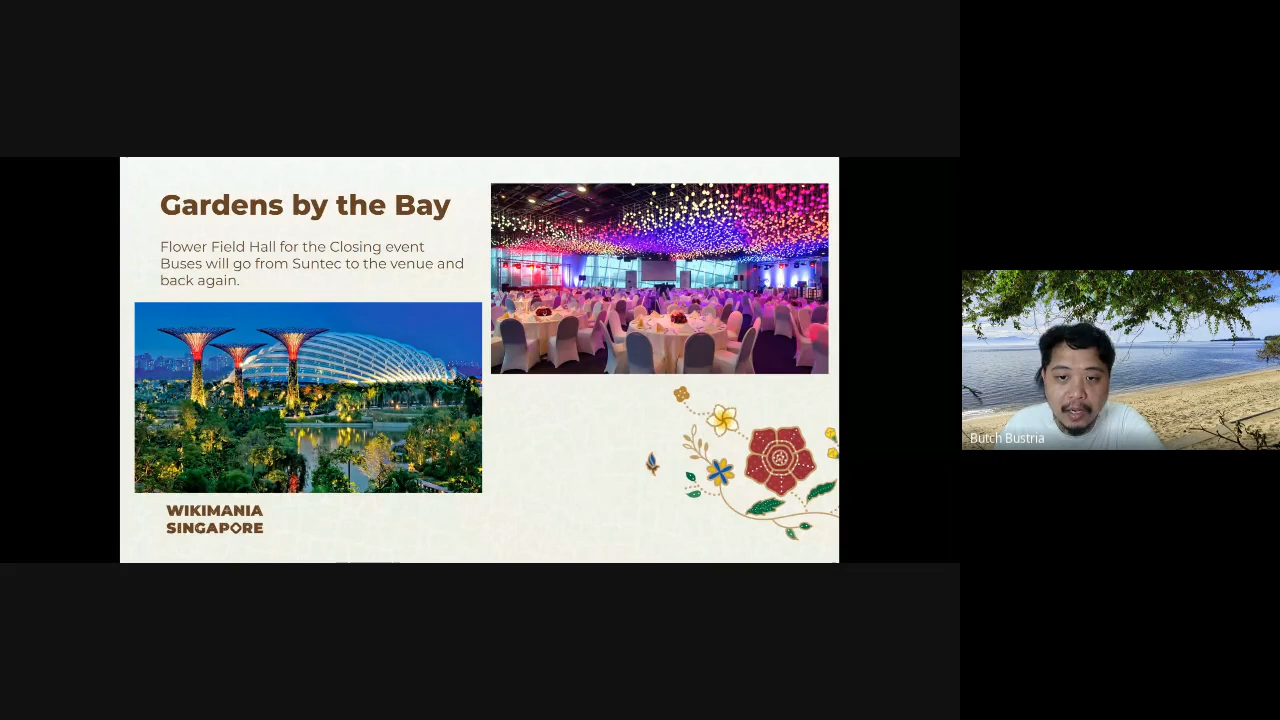 Gardens by the Bay
Flower Field Hall for the Closing event
Buses will go from Suntec to the venue and
back again.
WIKIMANIA
SINGAPORE
Butch Bustria